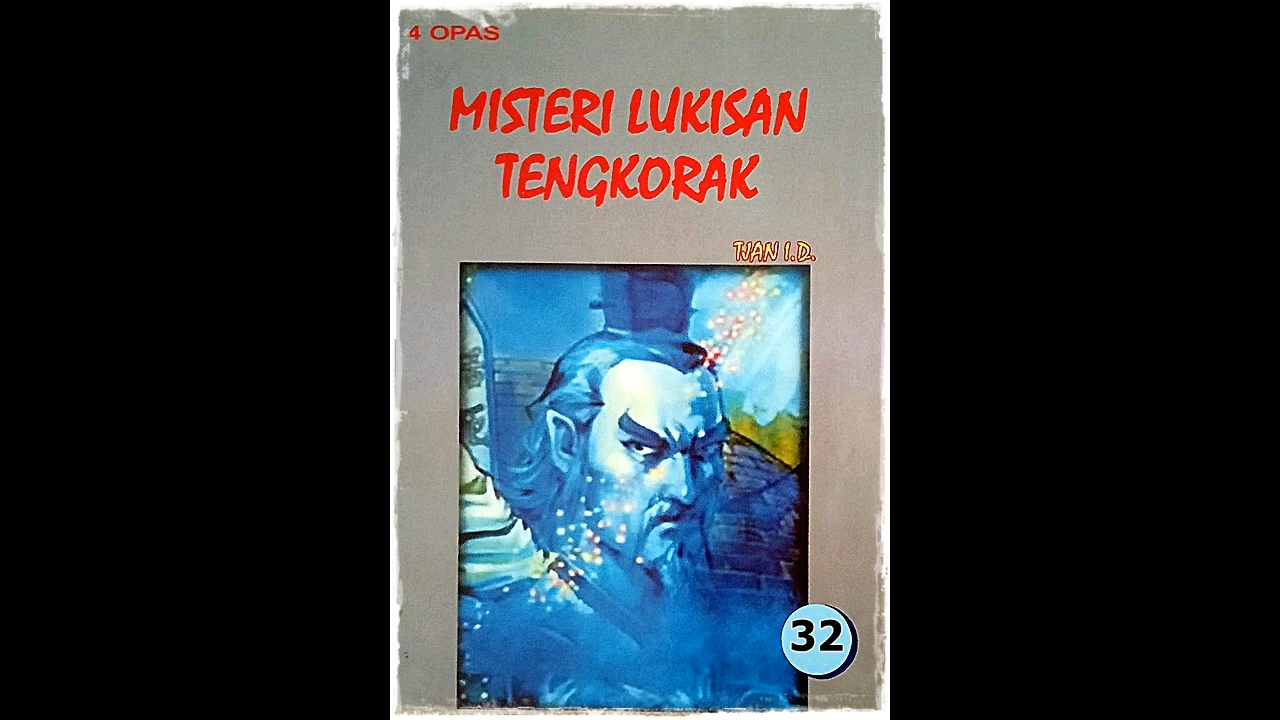 4 OPAS
MISTERI LUKISAN
TENGKORAK
TJAN I.D.
32